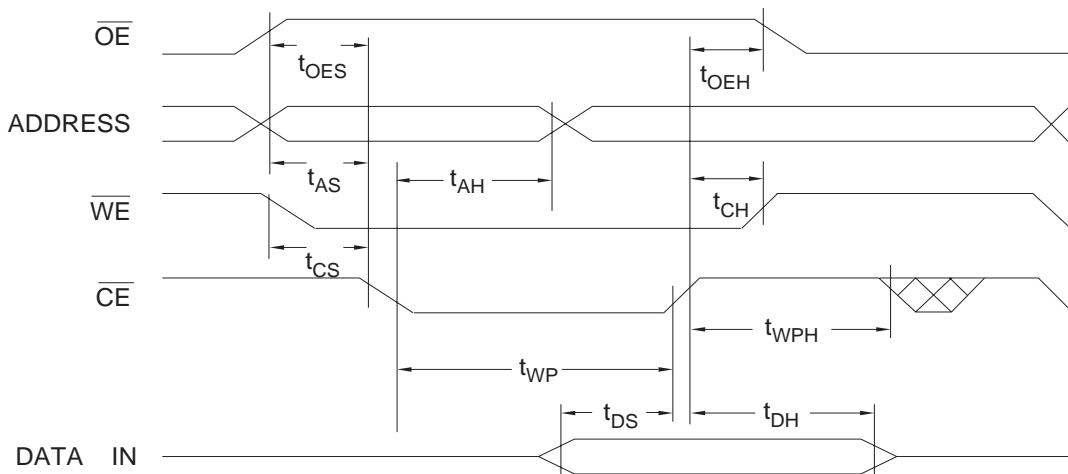 OE
tOES
tOEH
ADDRESS
tAS
tAH
WE
tCH
tCS
CE
tWPH
tWP
tDS
tDH
DATA IN